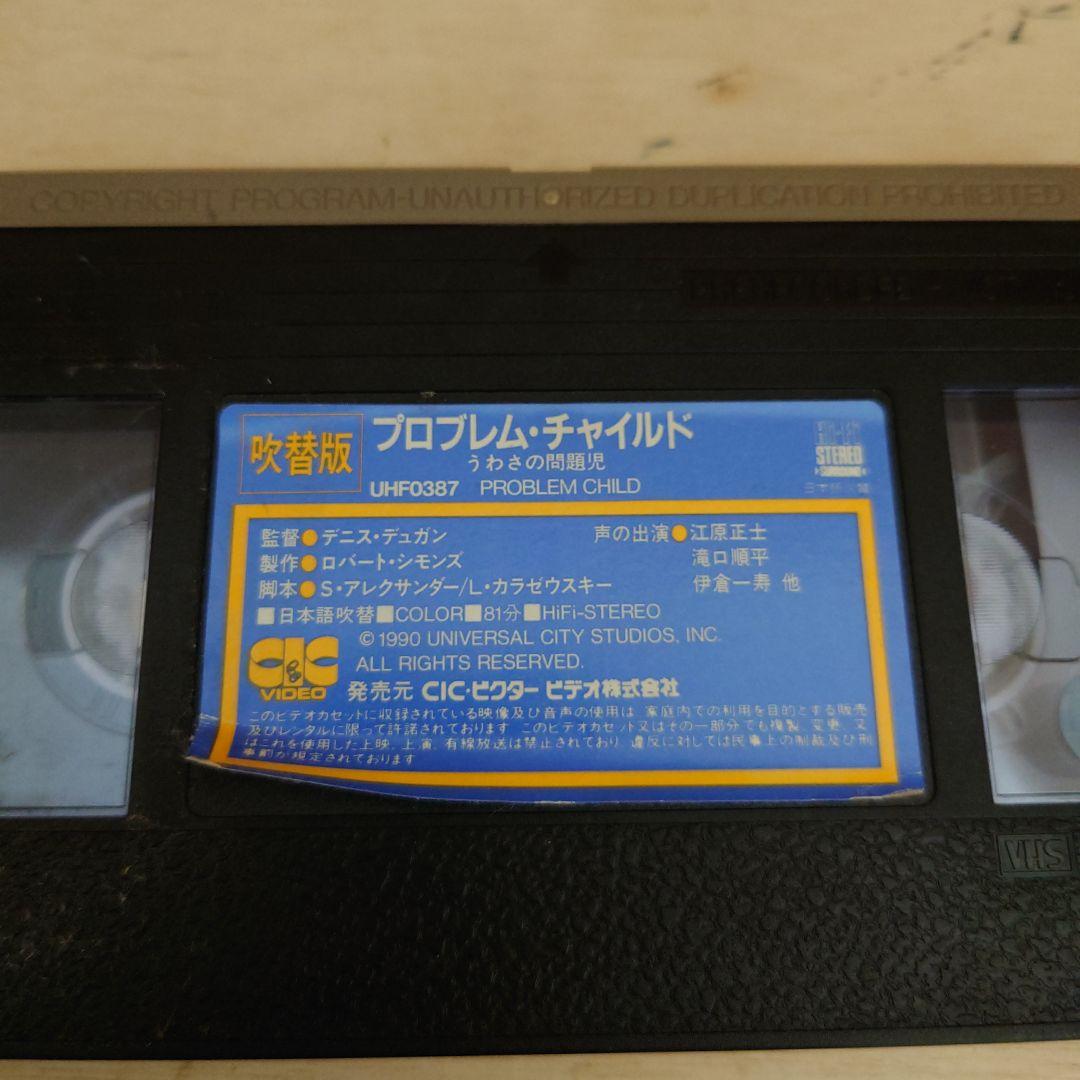 COPYRIGHT PROGRAM-UNAUTHORIZED DUPLICATION PROHIBITED
吹替版
プロブレム・チャイルド
うわさの問題児
UHF0387 PROBLEM CHILD
STEREO
SURROUND
監督●デニス・デュガン
製作●ロバート・シモンズ
脚本●S・アレクサンダー/L・カラゼウスキー
声の出演●江原正士
滝口順平
伊倉一寿 他
■日本語吹替■COLOR■81分■HiFi-STEREO
©1990 UNIVERSAL CITY STUDIOS, INC.
ALL RIGHTS RESERVED.
CIC VIDEO
発売元 CIC・ビクター ビデオ株式会社
このビデオカセットに収録されている映像及び音声の使用は、家庭内での利用を目的とする販売
及びレンタルに限って許諾されております。このビデオカセット又はその一部分でも複製、変更、又
はこれを使用した上映、上演、有線放送は禁止されており、違反に対しては民事上の制裁及び刑
事罰が規定されております
VHS